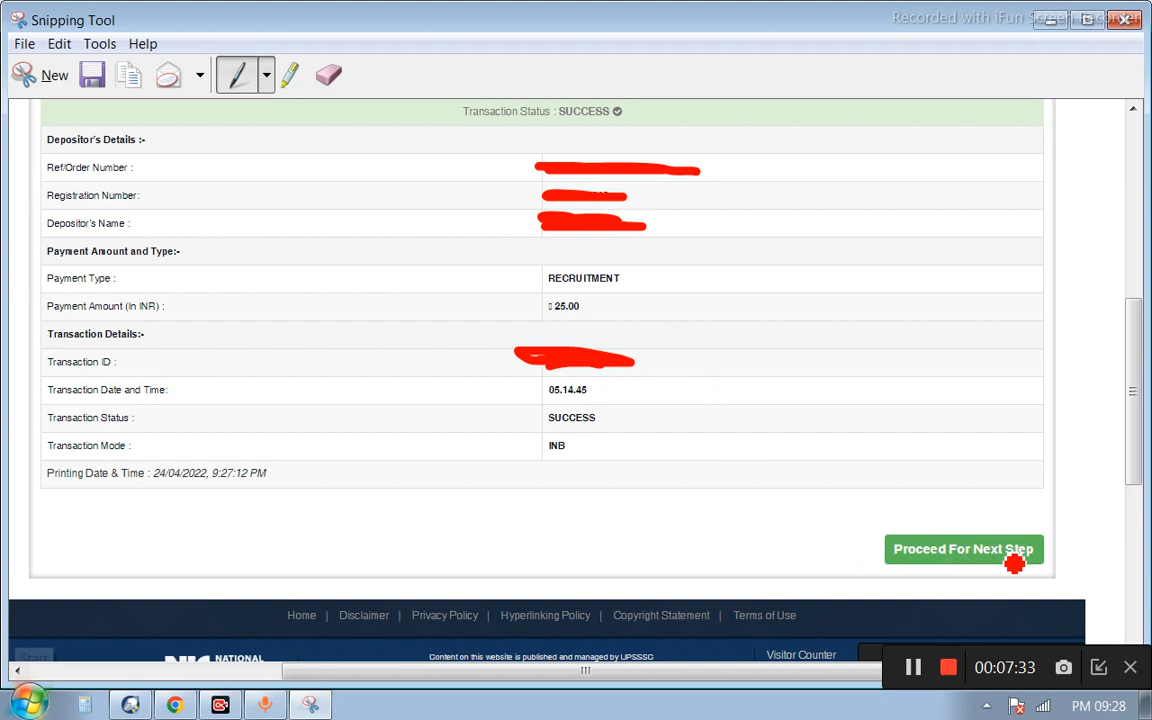 Snipping Tool
Recorded with iFun Screen Recorder
File Edit Tools Help
New
Transaction Status : SUCCESS
Depositor's Details :-
Ref/Order Number :
Registration Number:
Depositor's Name :
Payment Amount and Type:-
Payment Type : RECRUITMENT
Payment Amount (In INR) : 25.00
Transaction Details:-
Transaction ID :
Transaction Date and Time: 05.14.45
Transaction Status : SUCCESS
Transaction Mode : INB
Printing Date & Time : 24/04/2022, 9:27:12 PM
Proceed For Next Step
Home | Disclaimer | Privacy Policy | Hyperlinking Policy | Copyright Statement | Terms of Use
Start
NATIONAL
Content on this website is published and managed by UPSSSC
Visitor Counter
00:07:33
PM 09:28